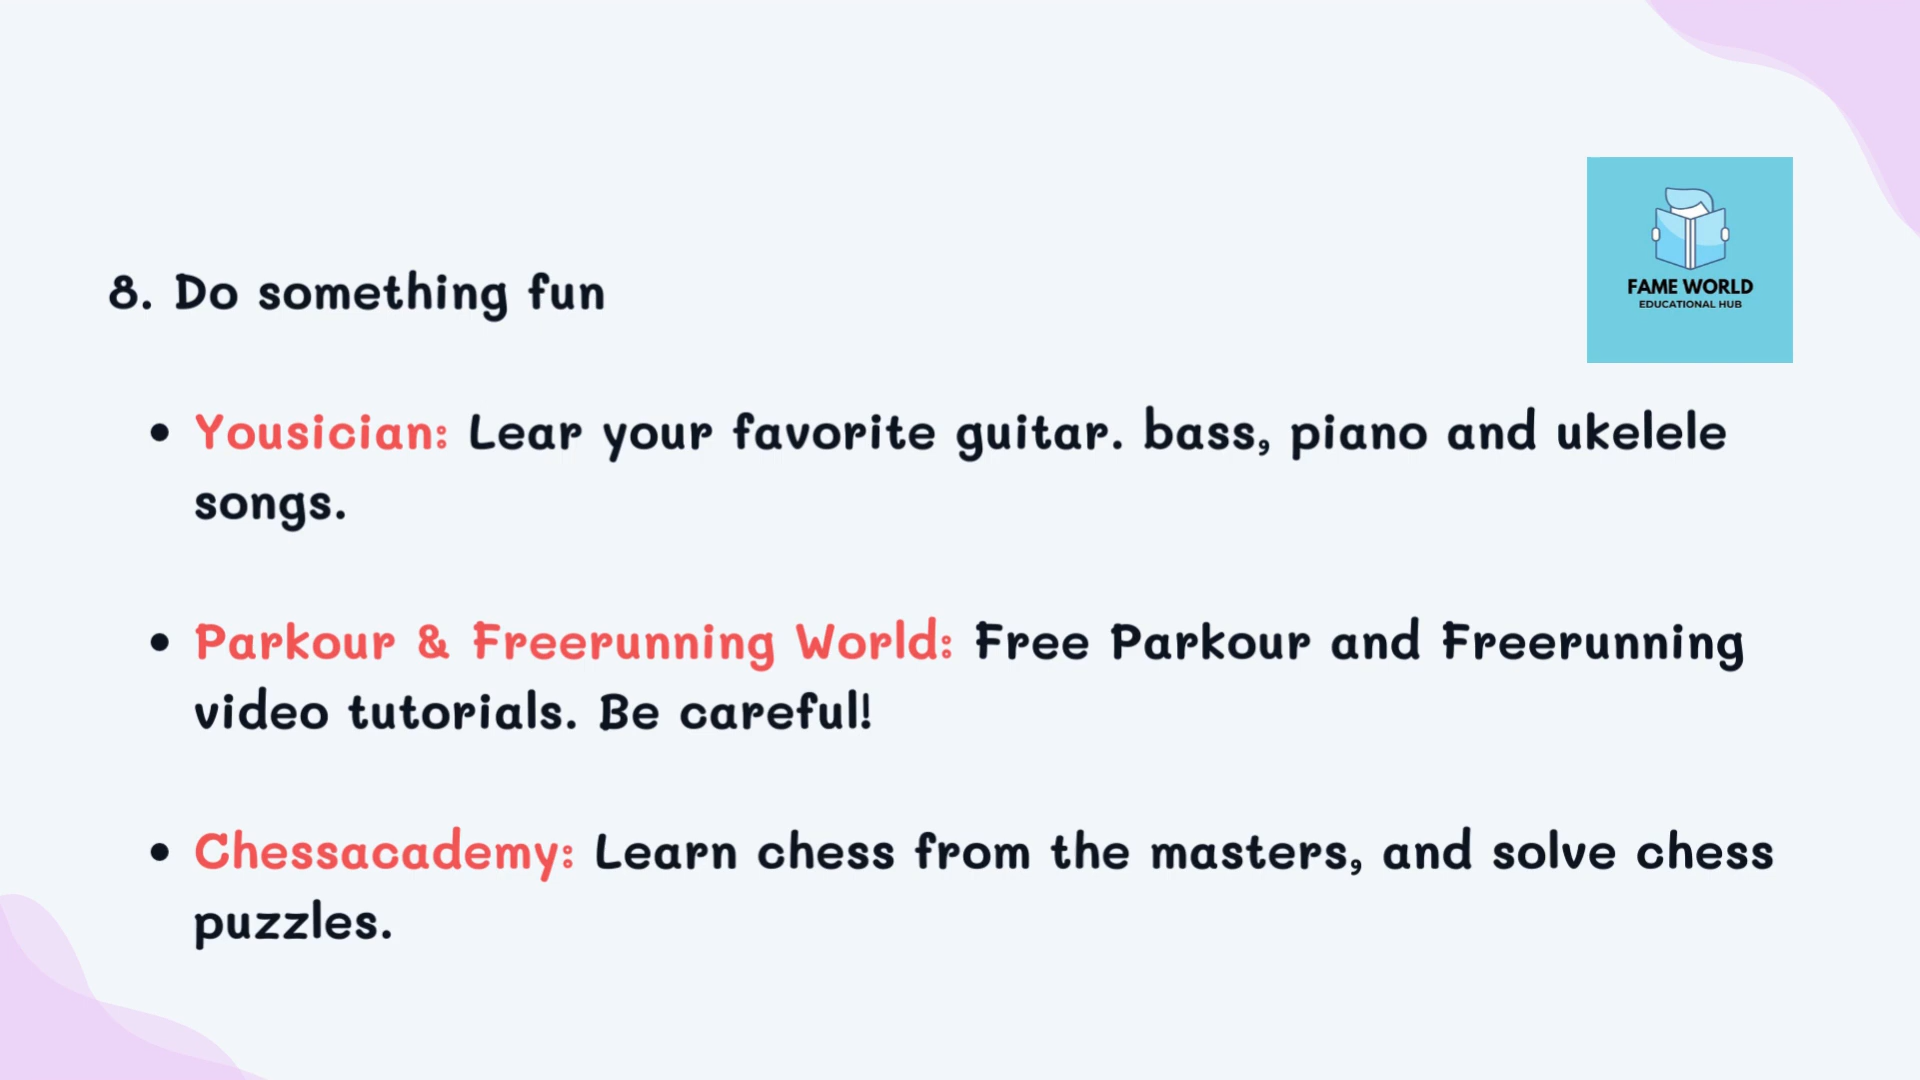 FAME WORLD
EDUCATIONAL HUB
8. Do something fun
• Yousician: Lear your favorite guitar. bass, piano and ukelele
songs.
• Parkour & Freerunning World: Free Parkour and Freerunning
video tutorials. Be careful!
• Chessacademy: Learn chess from the masters, and solve chess
puzzles.